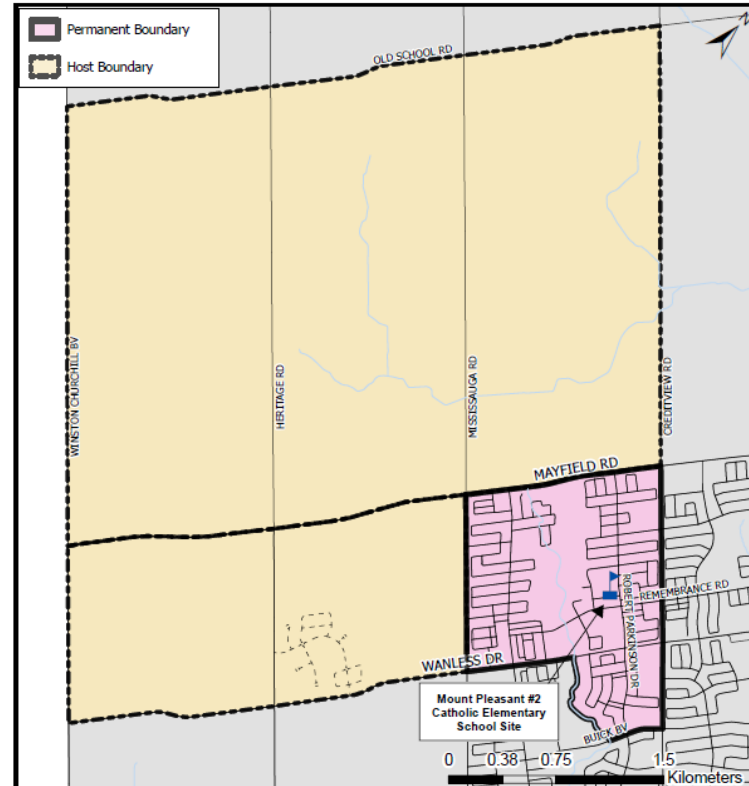 Permanent Boundary
Host Boundary
N
OLD SCHOOL RD
WINSTON CHURCHILL BV
HERITAGE RD
MISSISSAUGA RD
CREDITVIEW RD
MAYFIELD RD
ROBERT PARKINSON DR
REMEMBRANCE RD
WANLESS DR
Mount Pleasant #2
Catholic Elementary
School Site
BUICK BV
0 0.38 0.75 1.5
Kilometers